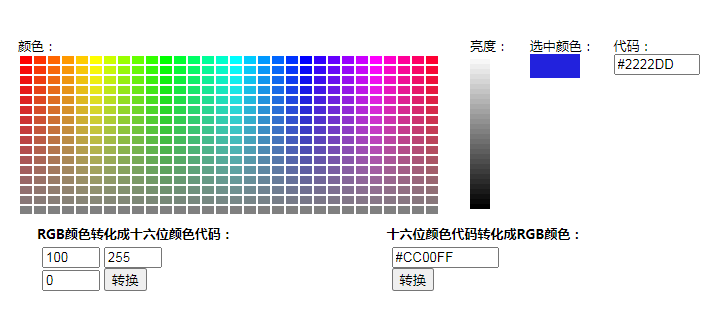 颜色： 亮度： 选中颜色： 代码：
#2222DD
RGB颜色转化成十六位颜色代码： 十六位颜色代码转化成RGB颜色：
100 255 #CC00FF
0 转换 转换